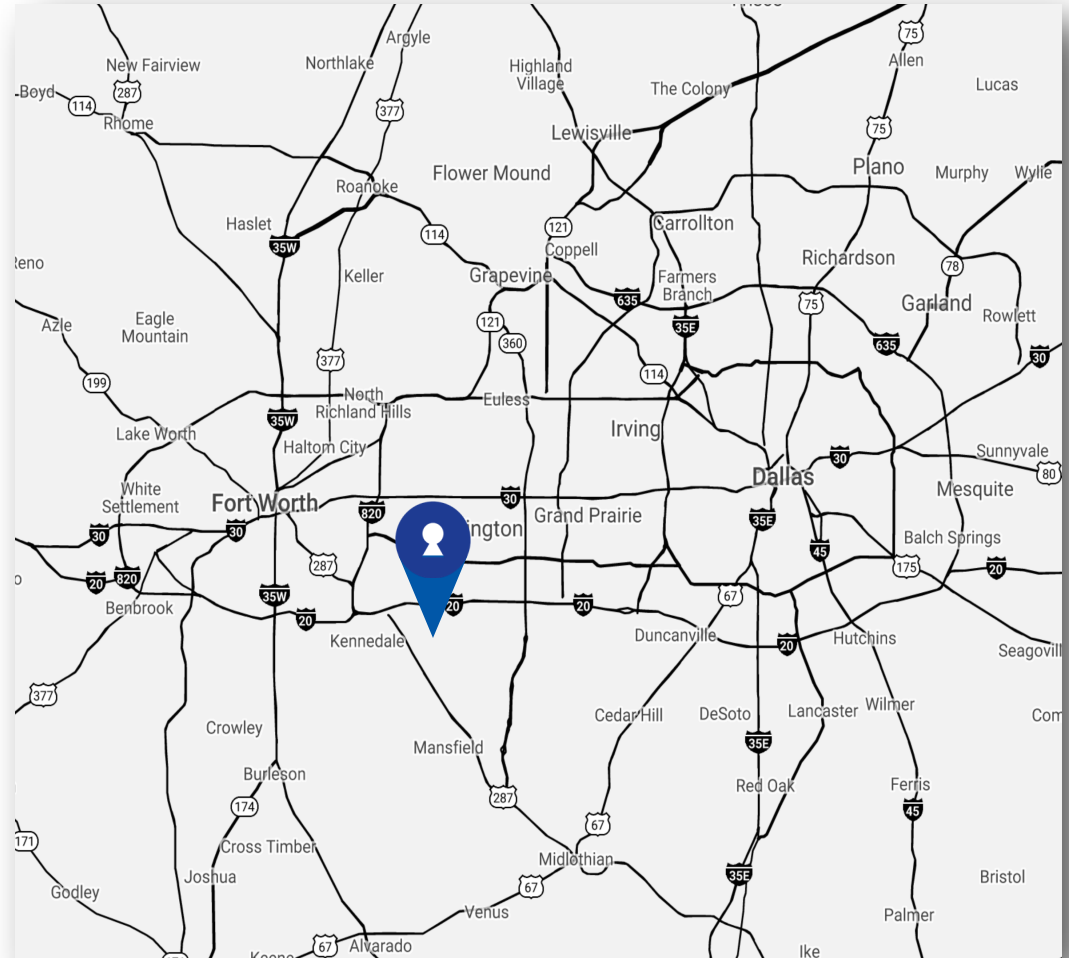 Argyle
75
New Fairview
Northlake
Highland
Village
Allen
Boyd
287
The Colony
Lucas
114
377
Rhome
Lewisville
75
Plano
Flower Mound
Murphy
Wylie
Roanoke
Haslet
114
121
Carrollton
35W
Coppell
Richardson
78
Keller
Grapevine
Farmers
Branch
635
75
Garland
Azle
Eagle
Mountain
121
35E
Rowlett
360
635
377
30
199
114
North
Richland Hills
Euless
35W
Lake Worth
Irving
Haltom City
Sunnyvale
30
80
Dallas
White
Settlement
Fort Worth
30
Mesquite
820
Grand Prairie
35E
30
30
ington
45
Balch Springs
287
175
20
20
820
35W
67
Benbrook
20
20
20
Kennedale
Duncanville
20
Hutchins
377
Crowley
Cedar Hill
DeSoto
Lancaster
Wilmer
Mansfield
35E
Burleson
Red Oak
Ferris
287
174
45
67
171
Cross Timber
Midlothian
Joshua
35E
Bristol
Godley
67
Venus
Palmer
67
Alvarado
Ike